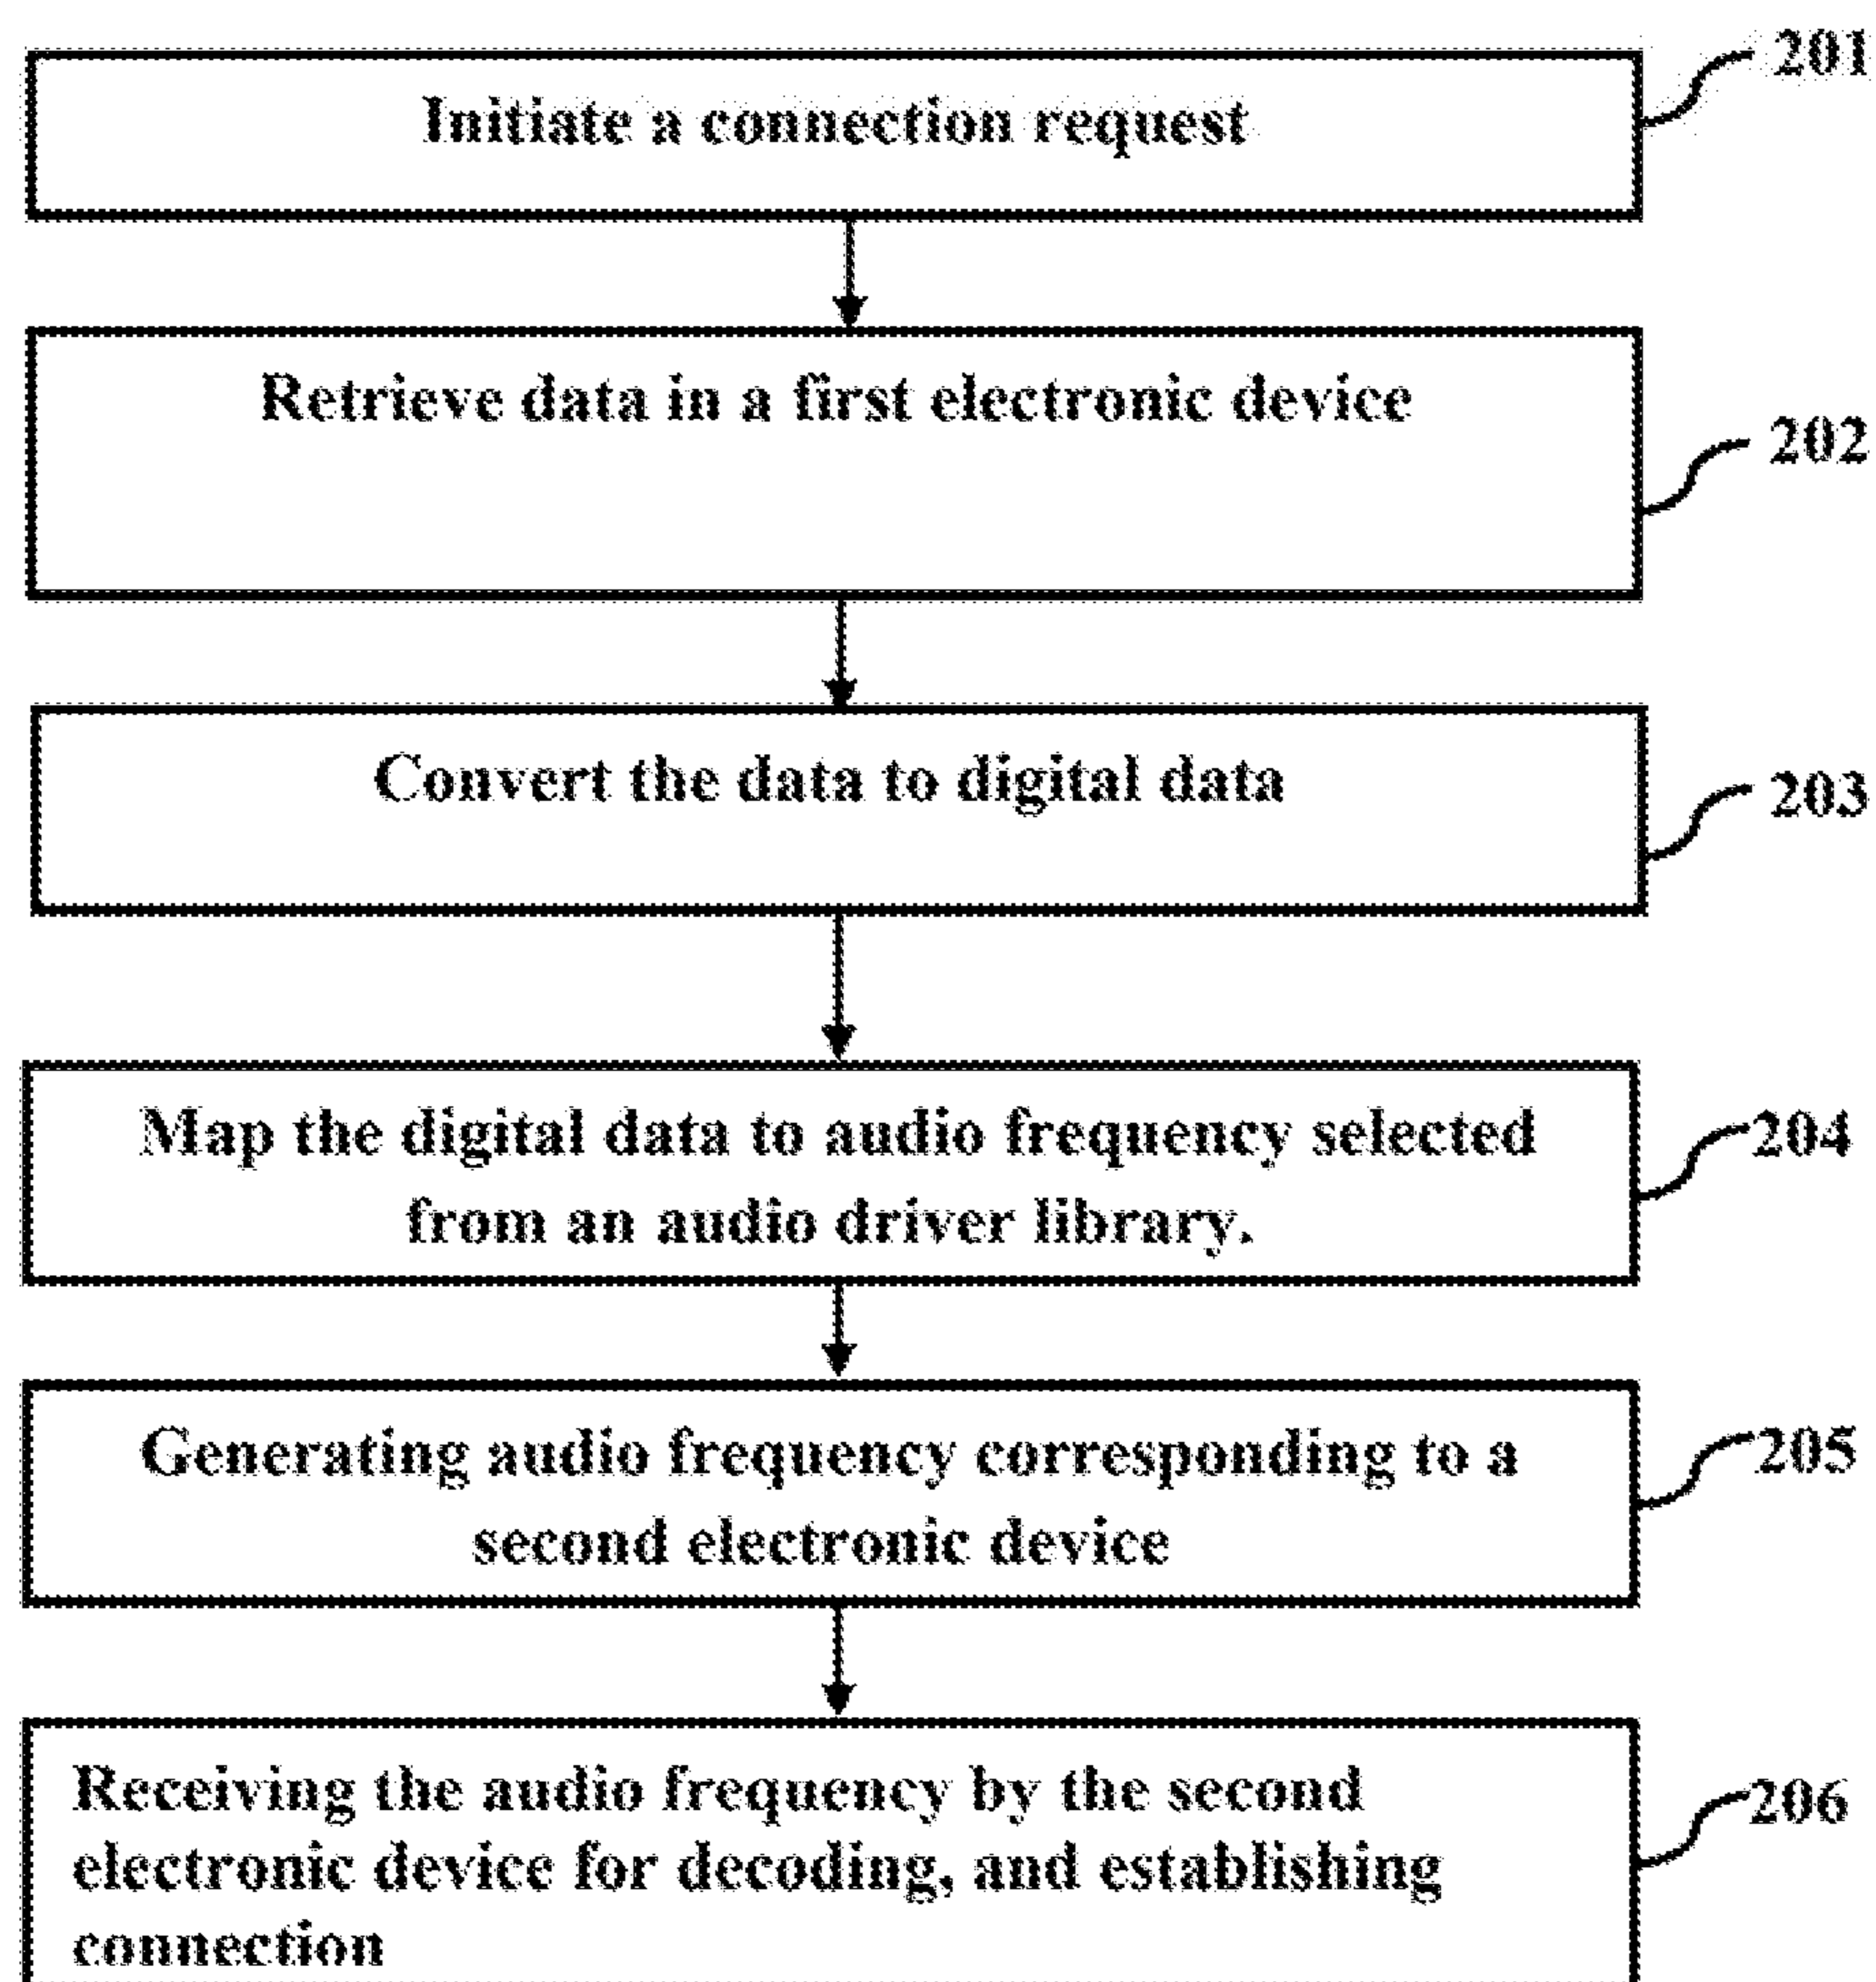 Initiate a connection request
201
Retrieve data in a first electronic device
202
Convert the data to digital data
203
Map the digital data to audio frequency selected
from an audio driver library.
204
Generating audio frequency corresponding to a
second electronic device
205
Receiving the audio frequency by the second
electronic device for decoding, and establishing
connection
206